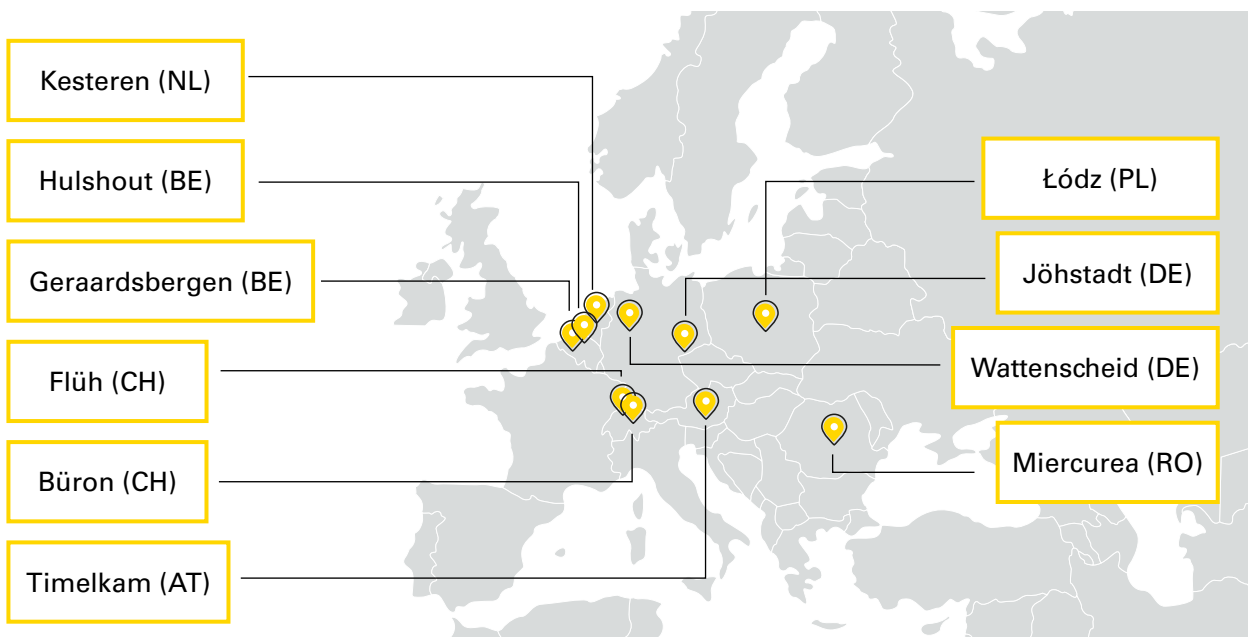 Kesteren (NL)
Hulshout (BE)
Geraardsbergen (BE)
Flüh (CH)
Büron (CH)
Timelkam (AT)
Łódz (PL)
Jöhstadt (DE)
Wattenscheid (DE)
Miercurea (RO)